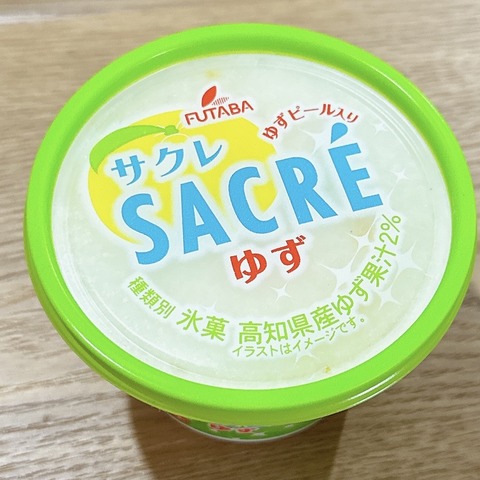 FUTABA
ゆずピール入り
サクレ
SACRÉ
ゆず
種類別 氷菓 高知県産ゆず果汁2%
イラストはイメージです。
ゆず